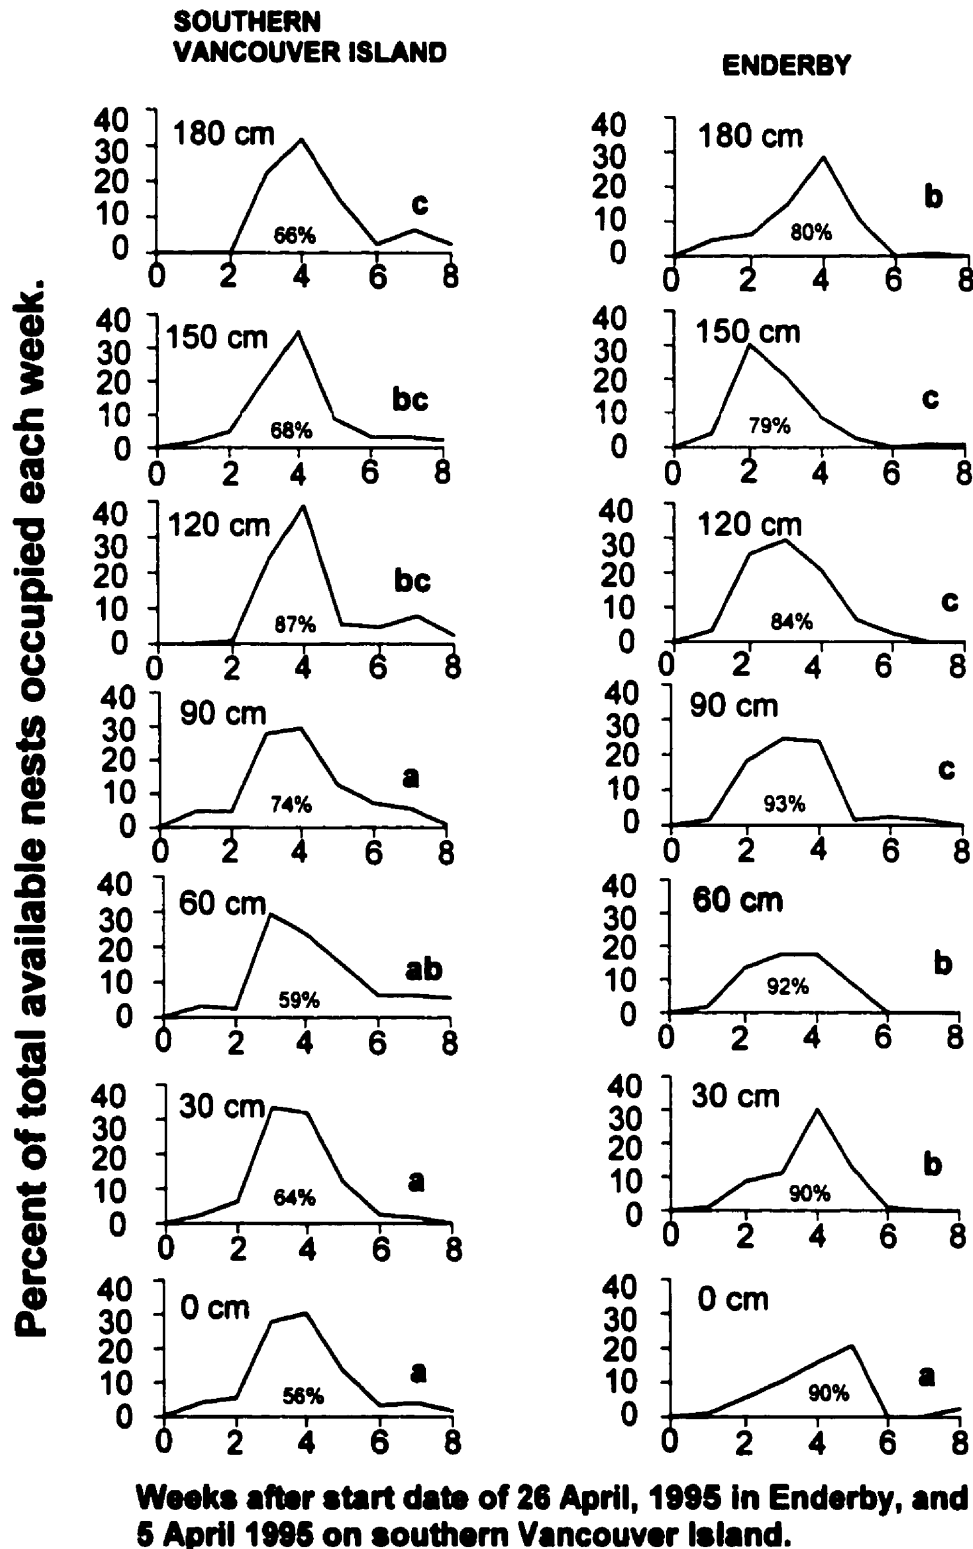 SOUTHERN
VANCOUVER ISLAND
ENDERBY
Percent of total available nests occupied each week.
40
30
20
10
0
180 cm
c
66%
0 2 4 6 8
40
30
20
10
0
180 cm
b
80%
0 2 4 6 8
40
30
20
10
0
150 cm
bc
68%
0 2 4 6 8
40
30
20
10
0
150 cm
c
79%
0 2 4 6 8
40
30
20
10
0
120 cm
bc
87%
0 2 4 6 8
40
30
20
10
0
120 cm
c
84%
0 2 4 6 8
40
30
20
10
0
90 cm
a
74%
0 2 4 6 8
40
30
20
10
0
90 cm
c
93%
0 2 4 6 8
40
30
20
10
0
60 cm
ab
59%
0 2 4 6 8
40
30
20
10
0
60 cm
b
92%
0 2 4 6 8
40
30
20
10
0
30 cm
a
64%
0 2 4 6 8
40
30
20
10
0
30 cm
b
90%
0 2 4 6 8
40
30
20
10
0
0 cm
a
56%
0 2 4 6 8
40
30
20
10
0
0 cm
a
90%
0 2 4 6 8
Weeks after start date of 26 April, 1995 in Enderby, and
5 April 1995 on southern Vancouver Island.